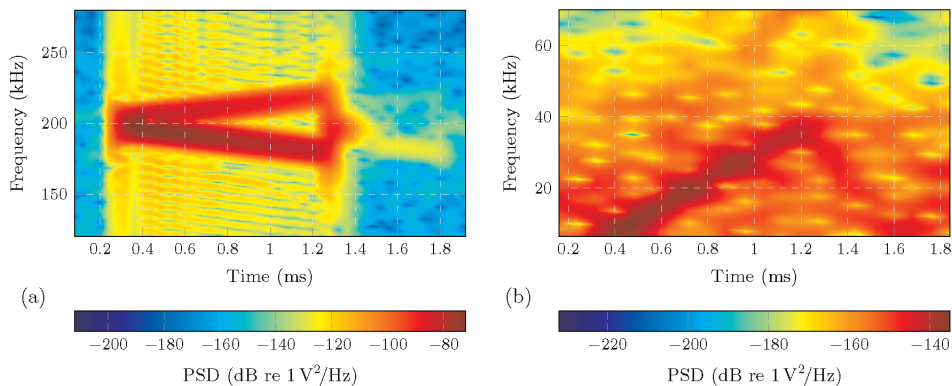 250
200
150
Frequency (kHz)
0.2 0.4 0.6 0.8 1 1.2 1.4 1.6 1.8
Time (ms)
(a)
−200 −180 −160 −140 −120 −100 −80
PSD (dB re 1 V²/Hz)
60
40
20
Frequency (kHz)
0.2 0.4 0.6 0.8 1 1.2 1.4 1.6 1.8
Time (ms)
(b)
−220 −200 −180 −160 −140
PSD (dB re 1 V²/Hz)